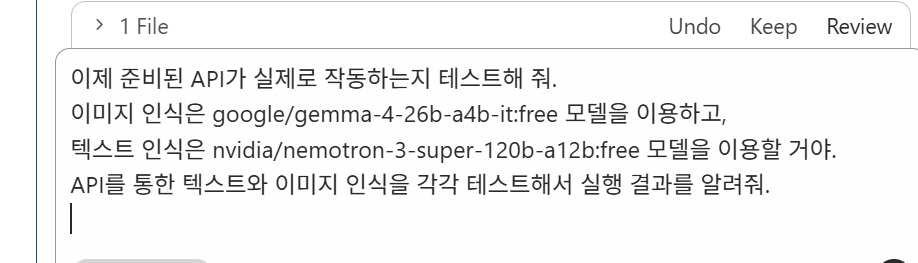 1 File Undo Keep Review
이제 준비된 API가 실제로 작동하는지 테스트해 줘.
이미지 인식은 google/gemma-4-26b-a4b-it:free 모델을 이용하고,
텍스트 인식은 nvidia/nemotron-3-super-120b-a12b:free 모델을 이용할 거야.
API를 통한 텍스트와 이미지 인식을 각각 테스트해서 실행 결과를 알려줘.